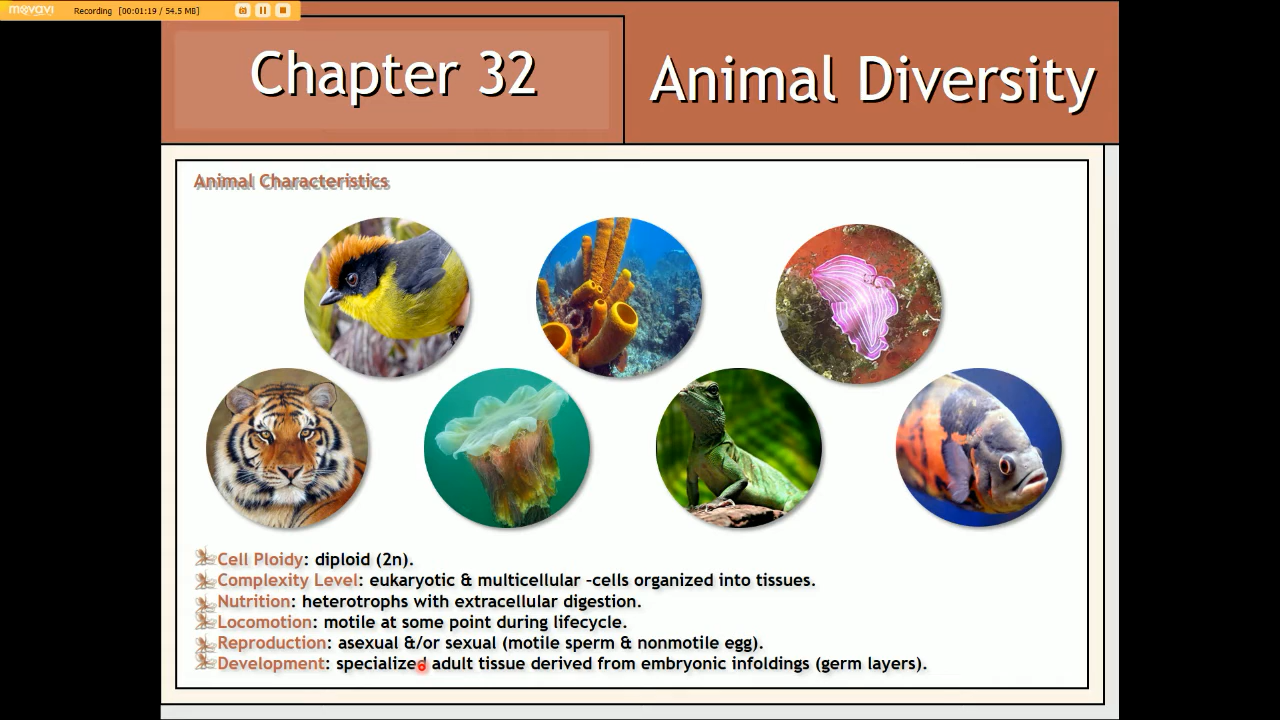 movavi Recording [00:01:19 / 54.5 MB]
Chapter 32
Animal Diversity
Animal Characteristics
Cell Ploidy: diploid (2n).
Complexity Level: eukaryotic & multicellular -cells organized into tissues.
Nutrition: heterotrophs with extracellular digestion.
Locomotion: motile at some point during lifecycle.
Reproduction: asexual &/or sexual (motile sperm & nonmotile egg).
Development: specialized adult tissue derived from embryonic infoldings (germ layers).